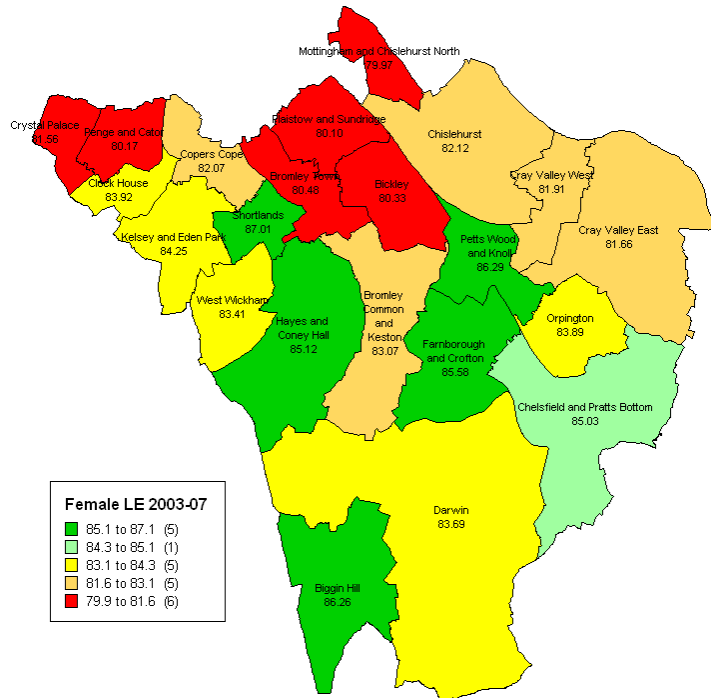 Mottingham and Chislehurst North
79.97
Crystal Palace
81.56
Penge and Cator
80.17
Plaistow and Sundridge
80.10
Chislehurst
82.12
Copers Cope
82.07
Clock House
83.92
Bromley Town
80.48
Bickley
80.33
Cray Valley West
81.91
Cray Valley East
81.66
Shortlands
87.01
Kelsey and Eden Park
84.25
Petts Wood
and Knoll
86.29
West Wickham
83.41
Hayes and
Coney Hall
85.12
Bromley
Common
and
Keston
83.07
Orpington
83.89
Farnborough
and Crofton
85.58
Chelsfield and Pratts Bottom
85.03
Darwin
83.69
Biggin Hill
86.26
Female LE 2003-07
85.1 to 87.1 (5)
84.3 to 85.1 (1)
83.1 to 84.3 (5)
81.6 to 83.1 (5)
79.9 to 81.6 (6)